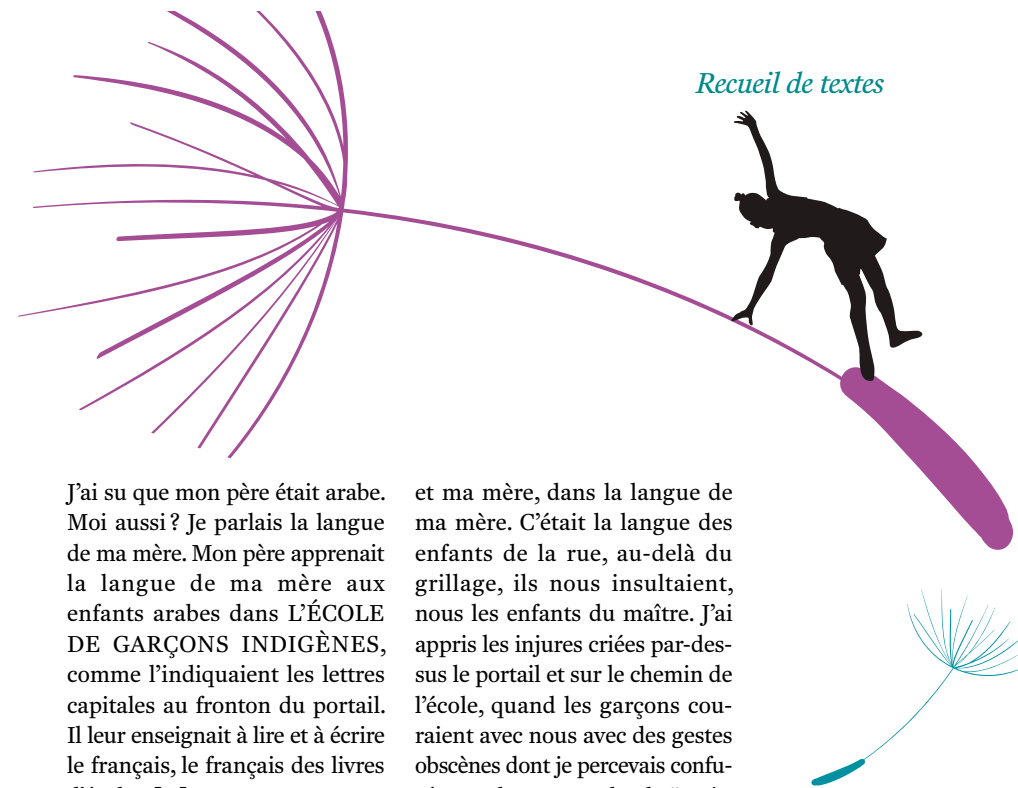 Recueil de textes
J’ai su que mon père était arabe.
Moi aussi ? Je parlais la langue
de ma mère. Mon père apprenait
la langue de ma mère aux
enfants arabes dans L’ÉCOLE
DE GARÇONS INDIGÈNES,
comme l’indiquaient les lettres
capitales au fronton du portail.
Il leur enseignait à lire et à écrire
le français, le français des livres
et ma mère, dans la langue de
ma mère. C’était la langue des
enfants de la rue, au-delà du
grillage, ils nous insultaient,
nous les enfants du maître. J’ai
appris les injures criées par-des-
sus le portail et sur le chemin de
l’école, quand les garçons cou-
raient avec nous avec des gestes
obscènes dont je percevais confu-